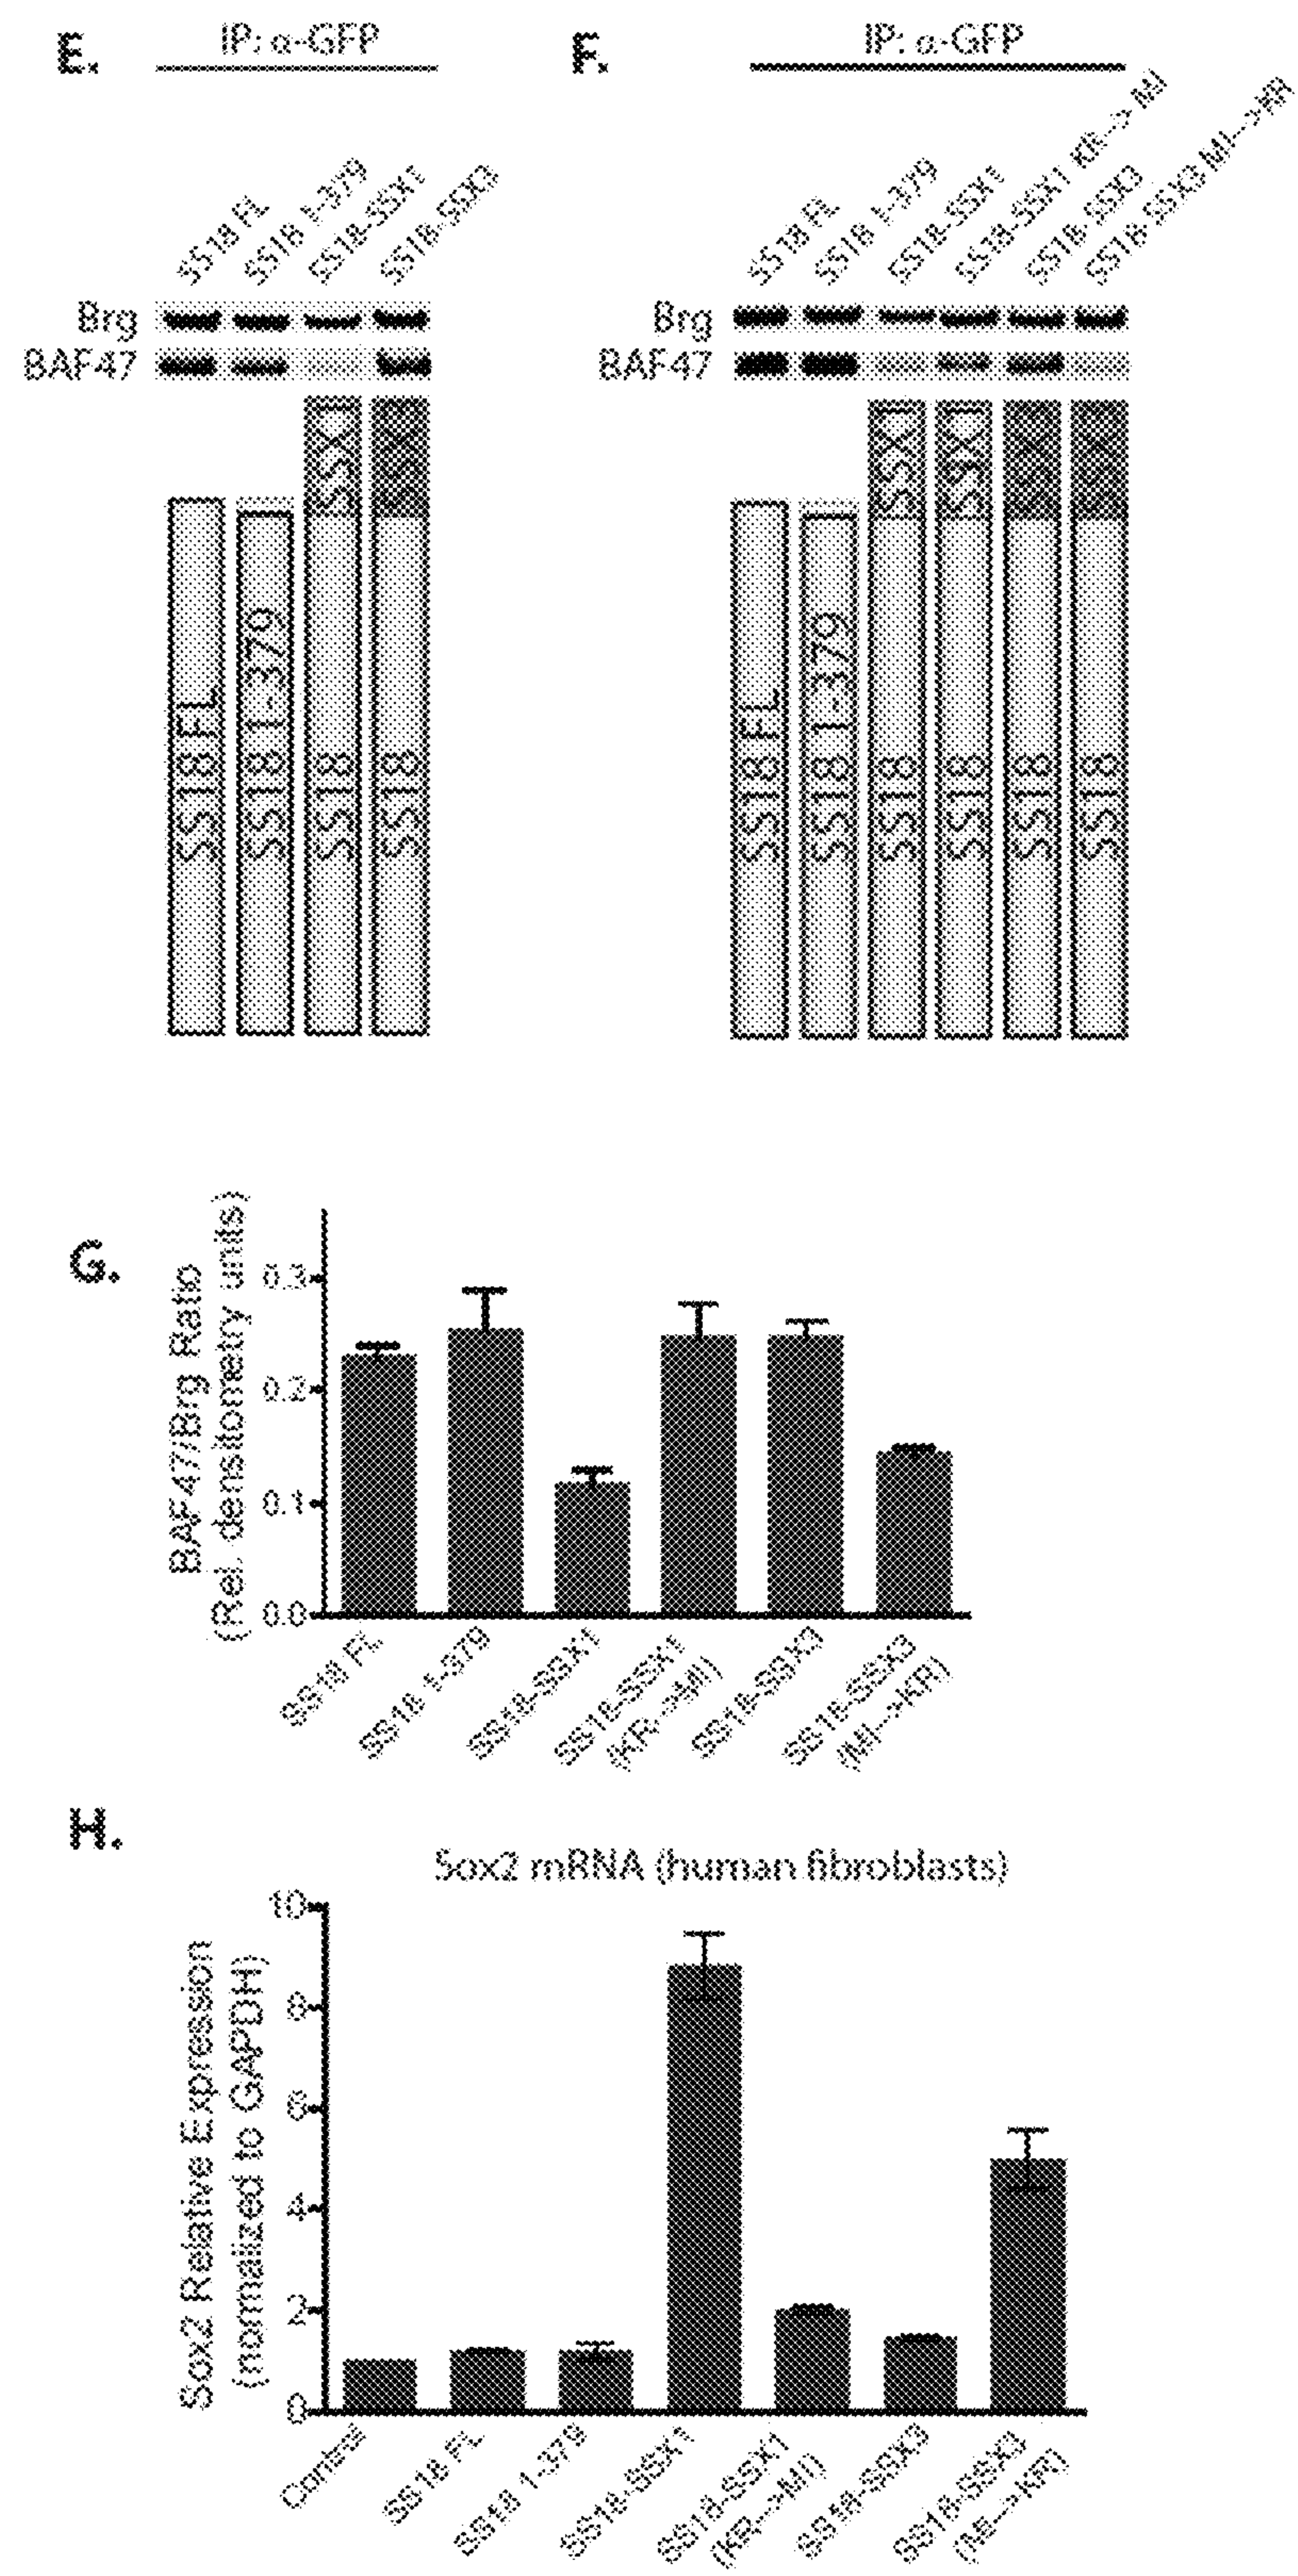 E.
IP: α-GFP
SS18 FL
SS18 1-379
SS18-SSX1
SS18-SSX3
Brg
BAF47
SSX1
SS18 FL
SS18 1-379
SS18
SS18
F.
IP: α-GFP
SS18 FL
SS18 1-379
SS18-SSX1
SS18-SSX1 KR--> MI
SS18-SSX3
SS18-SSX3 MI-->KR
Brg
BAF47
SSX1
SSX1
SS18 FL
SS18 1-379
SS18
SS18
SS18
SS18
G.
BAF47/Brg Ratio
(Rel. densitometry units)
0.3
0.2
0.1
0.0
SS18 FL
SS18 1-379
SS18-SSX1
SS18-SSX1
(KR-->MI)
SS18-SSX3
SS18-SSX3
(MI-->KR)
H.
Sox2 mRNA (human fibroblasts)
Sox2 Relative Expression
(normalized to GAPDH)
10
8
6
4
2
0
Control
SS18 FL
SS18 1-379
SS18-SSX1
SS18-SSX1
(KR-->MI)
SS18-SSX3
SS18-SSX3
(MI-->KR)